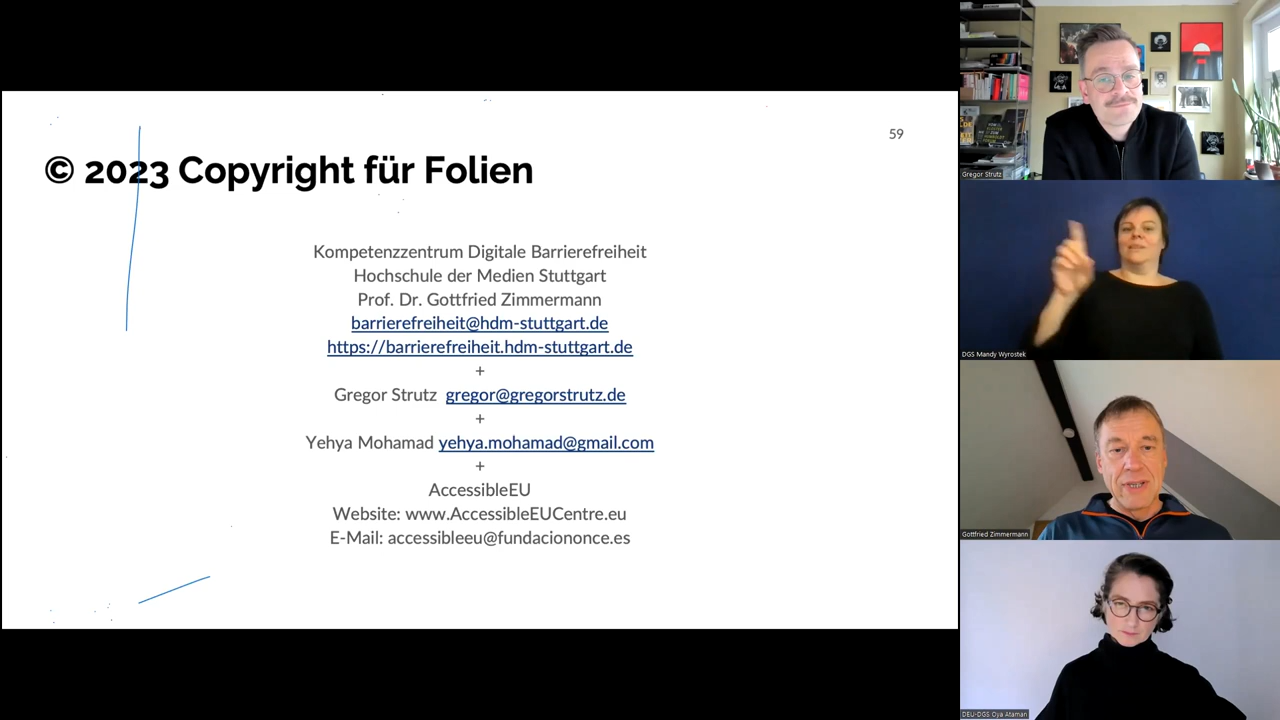 59
© 2023 Copyright für Folien
Kompetenzzentrum Digitale Barrierefreiheit
Hochschule der Medien Stuttgart
Prof. Dr. Gottfried Zimmermann
barrierefreiheit@hdm-stuttgart.de
https://barrierefreiheit.hdm-stuttgart.de
+
Gregor Strutz gregor@gregorstrutz.de
+
Yehya Mohamad yehya.mohamad@gmail.com
+
AccessibleEU
Website: www.AccessibleEUCentre.eu
E-Mail: accessibleeu@fundaciononce.es
Gregor Strutz
DGS Mandy Wyrostek
Gottfried Zimmermann
DEU-DGS Oya Ataman